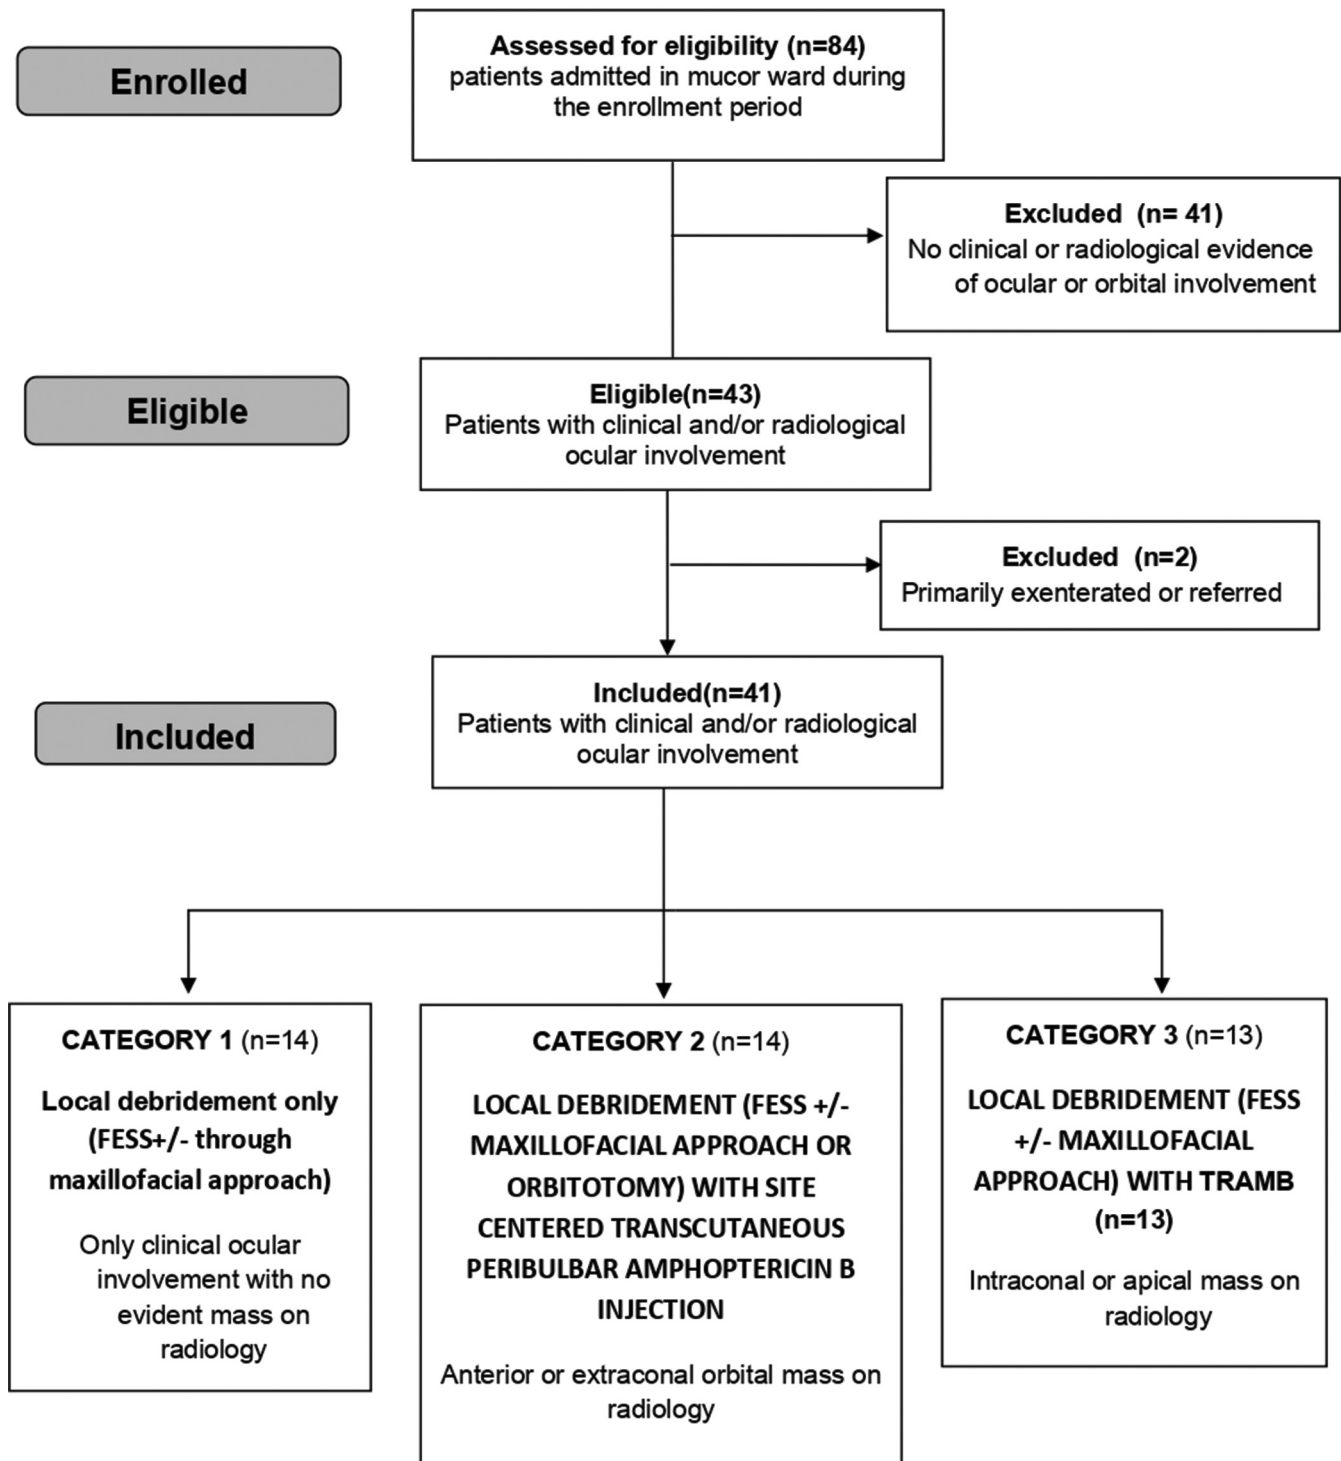 Enrolled
Assessed for eligibility (n=84)
patients admitted in mucor ward during
the enrollment period
Excluded (n= 41)
No clinical or radiological evidence
of ocular or orbital involvement
Eligible
Eligible(n=43)
Patients with clinical and/or radiological
ocular involvement
Excluded (n=2)
Primarily exenterated or referred
Included
Included(n=41)
Patients with clinical and/or radiological
ocular involvement
CATEGORY 1 (n=14)
Local debridement only
(FESS+/- through
maxillofacial approach)
Only clinical ocular
involvement with no
evident mass on
radiology
CATEGORY 2 (n=14)
LOCAL DEBRIDEMENT (FESS +/-
MAXILLOFACIAL APPROACH OR
ORBITOTOMY) WITH SITE
CENTERED TRANSCUTANEOUS
PERIBULBAR AMPHOPTERICIN B
INJECTION
Anterior or extraconal orbital mass on
radiology
CATEGORY 3 (n=13)
LOCAL DEBRIDEMENT (FESS
+/- MAXILLOFACIAL
APPROACH) WITH TRAMB
(n=13)
Intraconal or apical mass on
radiology